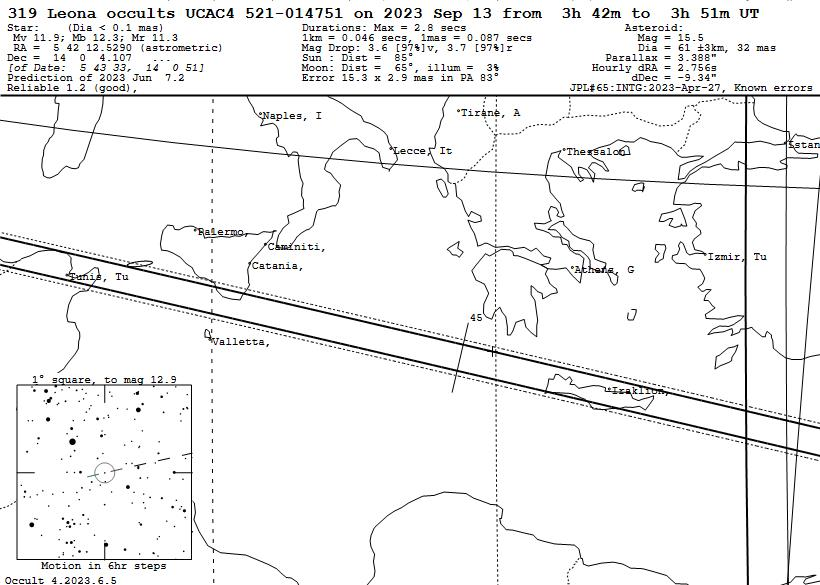 319 Leona occults UCAC4 521-014751 on 2023 Sep 13 from  3h 42m to  3h 51m UT
Star:    (Dia < 0.1 mas)
Mv 11.9; Mb 12.3; Mr 11.3
RA =  5 42 12.5290 (astrometric)
Dec =  14  0  4.107  ...
[of Date:  5 43 33,  14  0 51]
Prediction of 2023 Jun  7.2
Reliable 1.2 (good),
Durations: Max = 2.8 secs
1km = 0.046 secs, 1mas = 0.087 secs
Mag Drop: 3.6 [97%]v, 3.7 [97%]r
Sun : Dist =  85°
Moon: Dist =  65°, illum =  3%
Error 15.3 x 2.9 mas in PA 83°
Asteroid:
Mag = 15.5
Dia = 61 ±3km, 32 mas
Parallax = 3.388"
Hourly dRA = 2.756s
dDec = -9.34"
JPL#65:INTG:2023-Apr-27, Known errors
Naples, I
Tirane, A
Istan
Lecce, It
Thessalon
Palermo,
Caminiti,
Izmir, Tu
Catania,
Athens, G
Tunis, Tu
45
Valletta,
Iraklion,
1° square, to mag 12.9
Motion in 6hr steps
Occult 4.2023.6.5